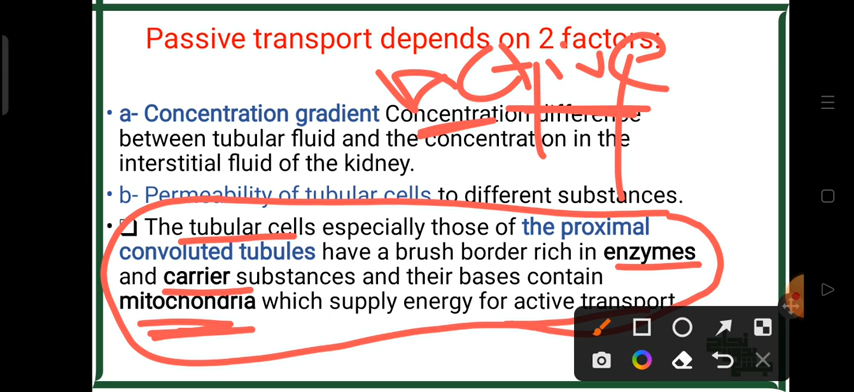 Passive transport depends on 2 factors:
Active
• a- Concentration gradient Concentration difference
between tubular fluid and the concentration in the
interstitial fluid of the kidney.
• b- Permeability of tubular cells to different substances.
• ❑ The tubular cells especially those of the proximal
convoluted tubules have a brush border rich in enzymes
and carrier substances and their bases contain
mitochondria which supply energy for active transport